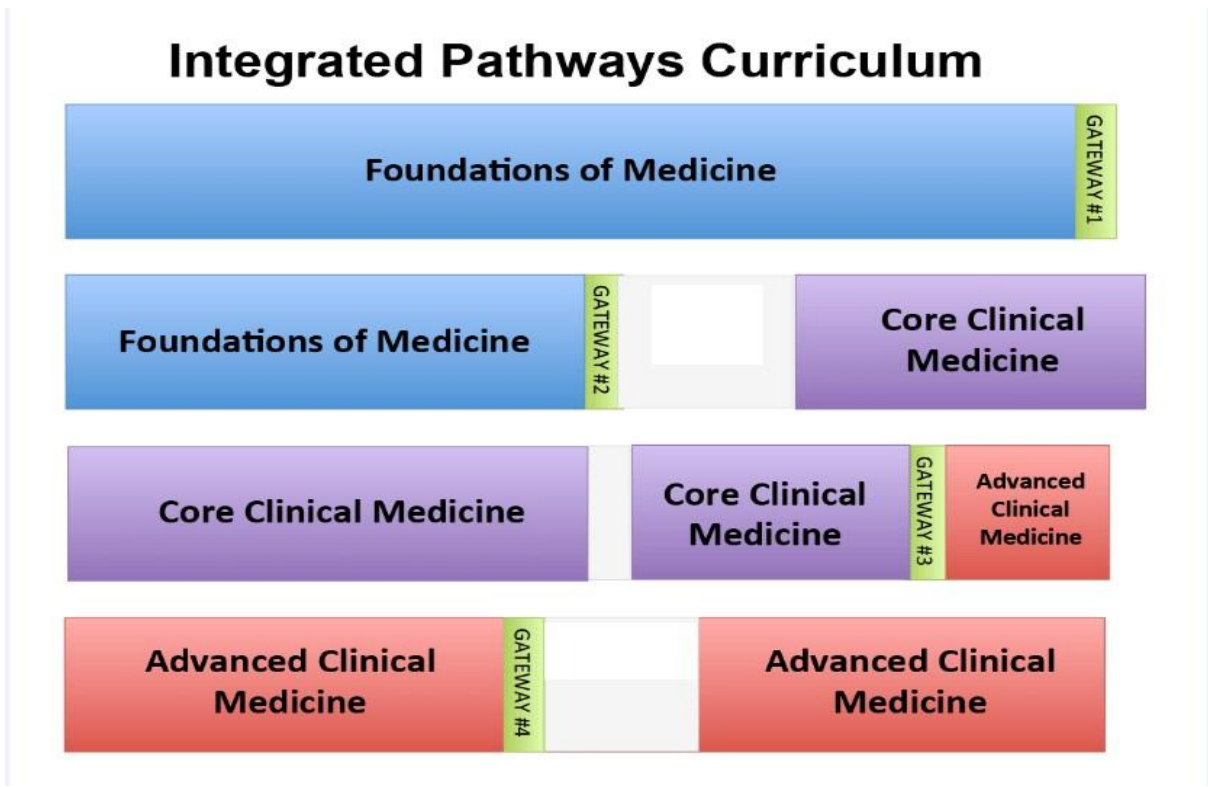 Integrated Pathways Curriculum
Foundations of Medicine
GATEWAY #1
Foundations of Medicine
GATEWAY #2
Core Clinical
Medicine
Core Clinical Medicine
Core Clinical
Medicine
GATEWAY #3
Advanced
Clinical
Medicine
Advanced Clinical
Medicine
GATEWAY #4
Advanced Clinical
Medicine